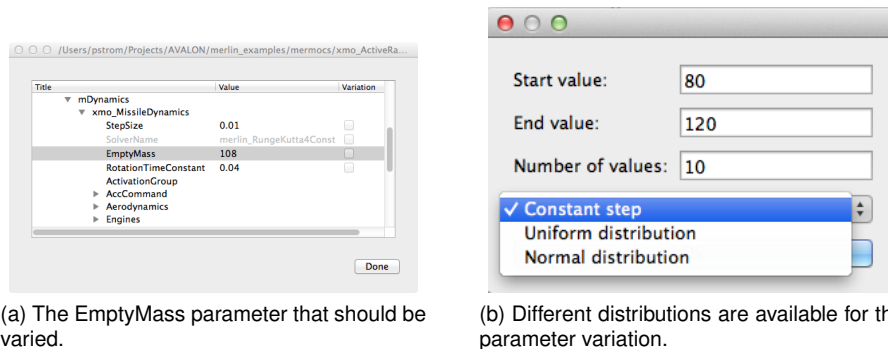 /Users/pstrom/Projects/AVALON/merlin_examples/mermocs/xmo_ActiveRa...
Title Value Variation
mDynamics
xmo_MissileDynamics
StepSize 0.01
SolverName merlin_RungeKutta4Const
EmptyMass 108
RotationTimeConstant 0.04
ActivationGroup
AccCommand
Aerodynamics
Engines
Done
(a) The EmptyMass parameter that should be
varied.
Start value: 80
End value: 120
Number of values: 10
✓ Constant step
Uniform distribution
Normal distribution
(b) Different distributions are available for th
parameter variation.